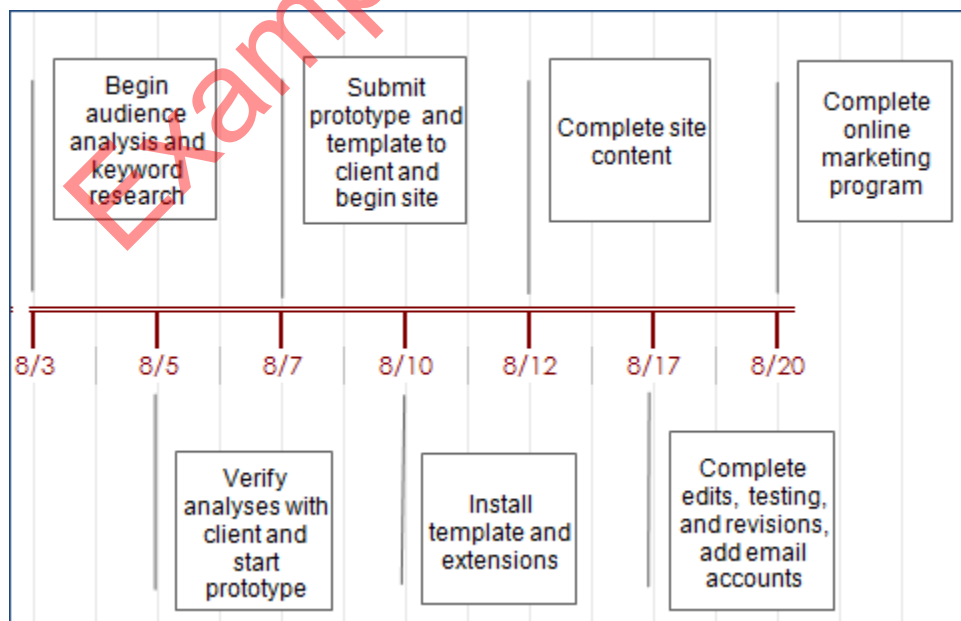 Begin
audience
analysis and
keyword
research
Submit
prototype and
template to
client and
begin site
Complete site
content
Complete
online
marketing
program
8/3 8/5 8/7 8/10 8/12 8/17 8/20
Verify
analyses with
client and
start
prototype
Install
template and
extensions
Complete
edits, testing,
and revisions,
add email
accounts